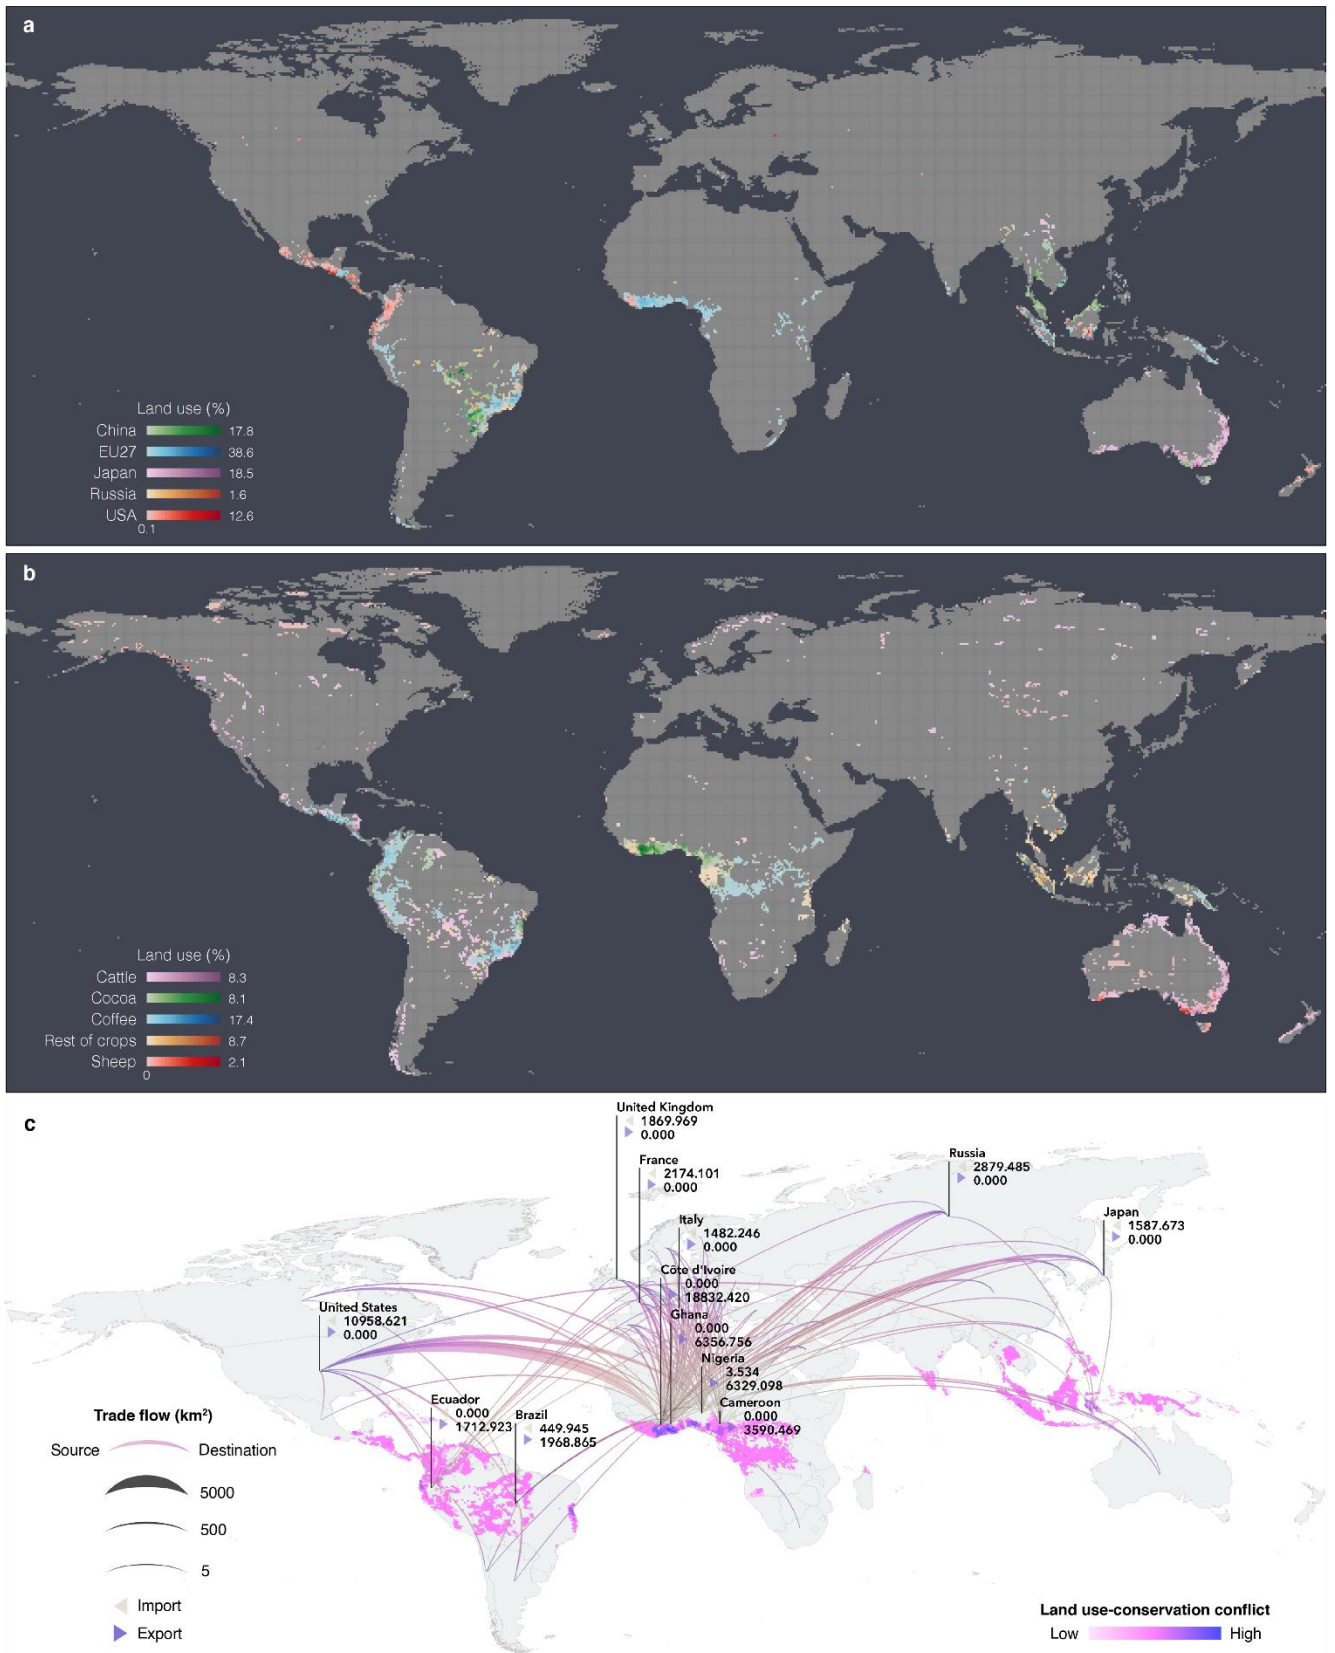 a
Land use (%)
China 17.8
EU27 38.6
Japan 18.5
Russia 1.6
USA 12.6
0.1
b
Land use (%)
Cattle 8.3
Cocoa 8.1
Coffee 17.4
Rest of crops 8.7
Sheep 2.1
0
c
United Kingdom
1869.969
0.000
France
2174.101
0.000
Russia
2879.485
0.000
Italy
1482.246
0.000
Japan
1587.673
0.000
Côte d'Ivoire
0.000
18832.420
United States
10958.621
0.000
Ghana
0.000
6356.756
Nigeria
3.534
6329.098
Ecuador
0.000
1712.923
Brazil
449.945
1968.865
Cameroon
0.000
3590.469
Trade flow (km²)
Source Destination
5000
500
5
Import
Export
Land use-conservation conflict
Low High